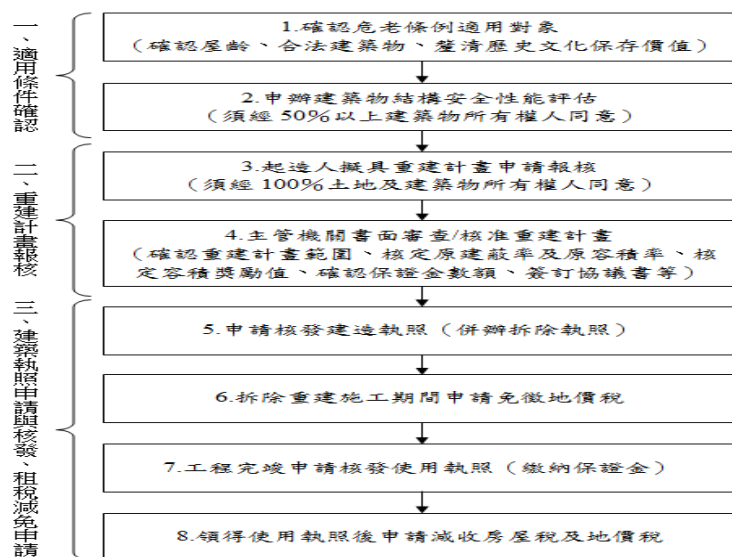 一、適用條件確認
1.確認危老條例適用對象
(確認屋齡、合法建築物、釐清歷史文化保存價值)
2.申辦建築物結構安全性能評估
(須經 50%以上建築物所有權人同意)
二、重建計畫報核
3.起造人擬具重建計畫申請報核
(須經 100%土地及建築物所有權人同意)
4.主管機關書面審查/核准重建計畫
(確認重建計畫範圍、核定原建蔽率及原容積率、核
定容積獎勵值、確認保證金數額、簽訂協議書等)
三、建築執照申請與核發、租稅減免申請
5.申請核發建造執照(併辦拆除執照)
6.拆除重建施工期間申請免徵地價稅
7.工程完竣申請核發使用執照(繳納保證金)
8.領得使用執照後申請減收房屋稅及地價稅